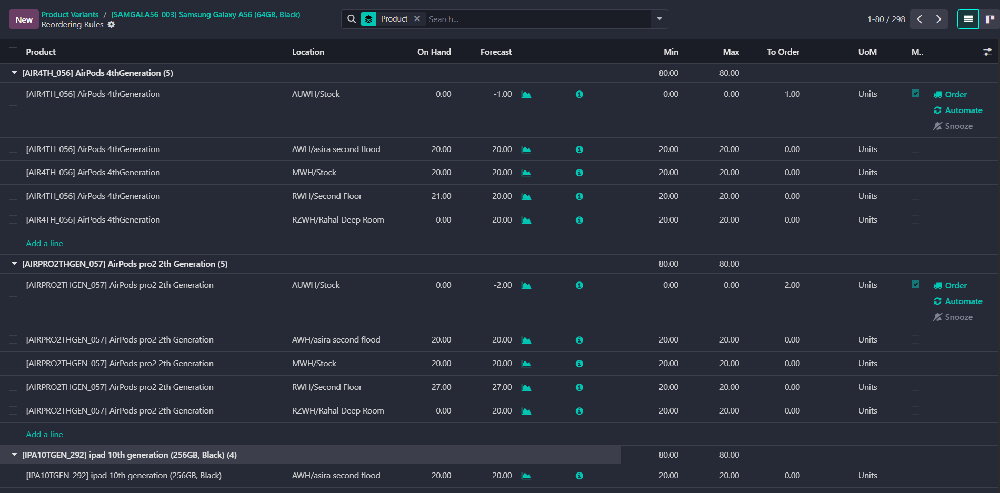 New
Product Variants / [SAMGALA56_003] Samsung Galaxy A56 (64GB, Black)
Reordering Rules
Product Search...
1-80 / 298
Product Location On Hand Forecast Min Max To Order UoM M..
[AIR4TH_056] AirPods 4thGeneration (5) 80.00 80.00
[AIR4TH_056] AirPods 4thGeneration AUWH/Stock 0.00 -1.00 0.00 0.00 1.00 Units Order
Automate
Snooze
[AIR4TH_056] AirPods 4thGeneration AWH/asira second flood 20.00 20.00 20.00 20.00 0.00 Units
[AIR4TH_056] AirPods 4thGeneration MWH/Stock 20.00 20.00 20.00 20.00 0.00 Units
[AIR4TH_056] AirPods 4thGeneration RWH/Second Floor 21.00 20.00 20.00 20.00 0.00 Units
[AIR4TH_056] AirPods 4thGeneration RZWH/Rahal Deep Room 0.00 20.00 20.00 20.00 0.00 Units
Add a line
[AIRPRO2THGEN_057] AirPods pro2 2th Generation (5) 80.00 80.00
[AIRPRO2THGEN_057] AirPods pro2 2th Generation AUWH/Stock 0.00 -2.00 0.00 0.00 2.00 Units Order
Automate
Snooze
[AIRPRO2THGEN_057] AirPods pro2 2th Generation AWH/asira second flood 20.00 20.00 20.00 20.00 0.00 Units
[AIRPRO2THGEN_057] AirPods pro2 2th Generation MWH/Stock 20.00 20.00 20.00 20.00 0.00 Units
[AIRPRO2THGEN_057] AirPods pro2 2th Generation RWH/Second Floor 27.00 27.00 20.00 20.00 0.00 Units
[AIRPRO2THGEN_057] AirPods pro2 2th Generation RZWH/Rahal Deep Room 0.00 20.00 20.00 20.00 0.00 Units
Add a line
[IPA10TGEN_292] ipad 10th generation (256GB, Black) (4) 80.00 80.00
[IPA10TGEN_292] ipad 10th generation (256GB, Black) AWH/asira second flood 20.00 20.00 20.00 20.00 0.00 Units